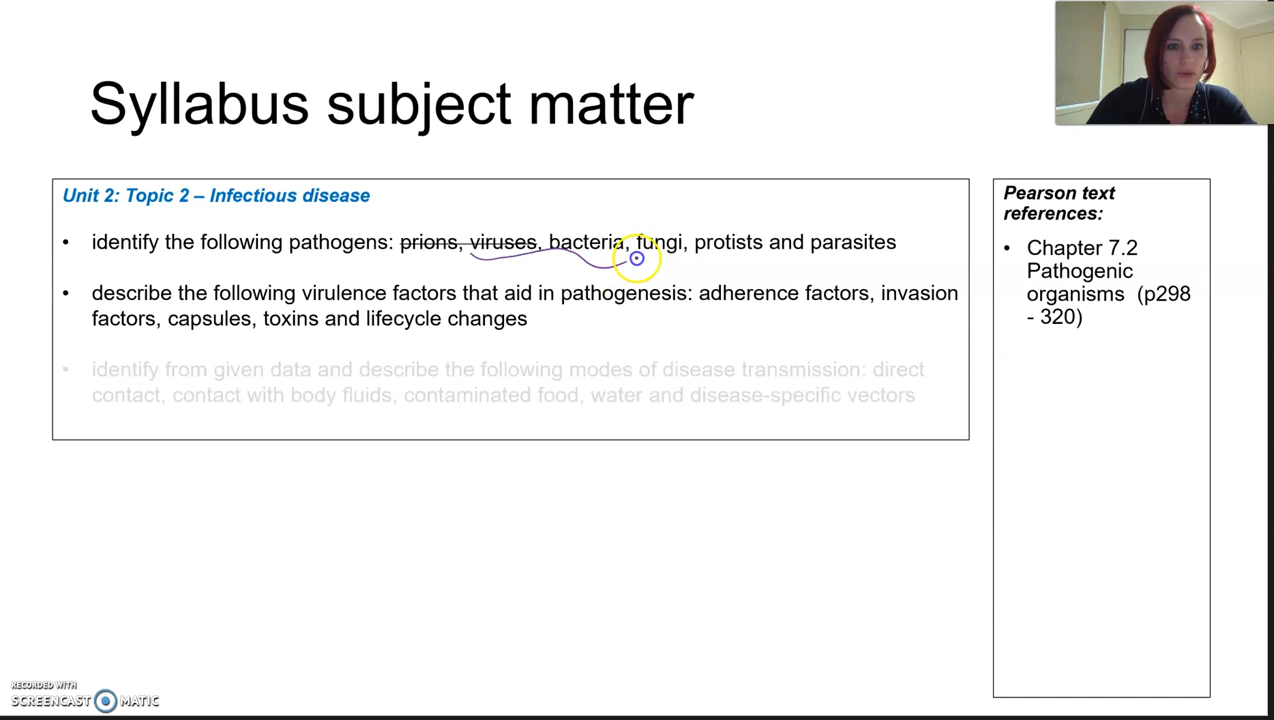 Syllabus subject matter
Unit 2: Topic 2 – Infectious disease
• identify the following pathogens: prions, viruses, bacteria, fungi, protists and parasites
• describe the following virulence factors that aid in pathogenesis: adherence factors, invasion
factors, capsules, toxins and lifecycle changes
• identify from given data and describe the following modes of disease transmission: direct
contact, contact with body fluids, contaminated food, water and disease-specific vectors
Pearson text
references:
• Chapter 7.2
Pathogenic
organisms (p298
- 320)
RECORDED WITH
SCREENCAST MATIC